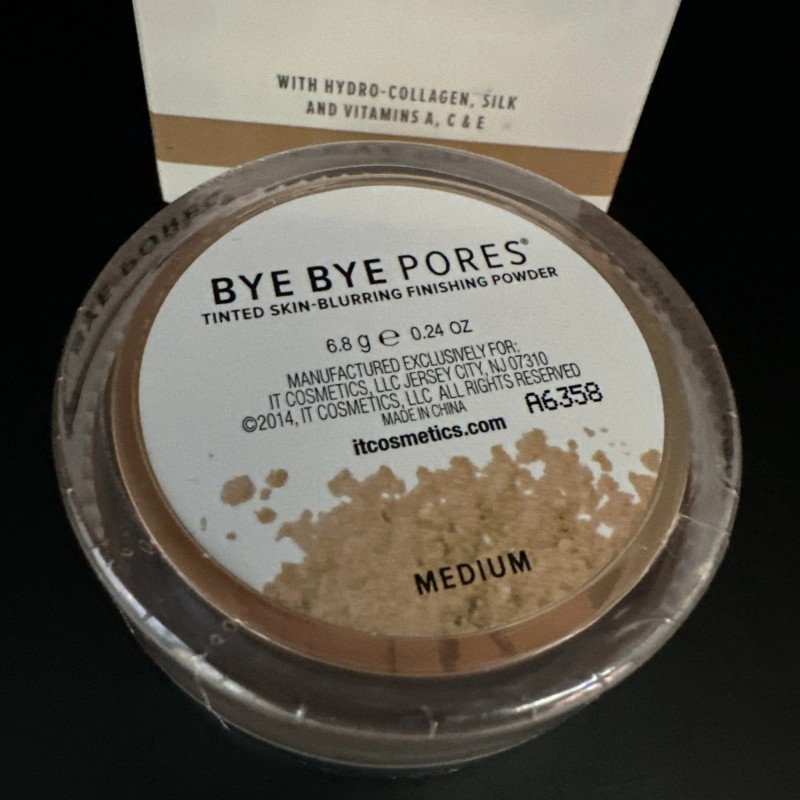 WITH HYDRO-COLLAGEN, SILK
AND VITAMINS A, C & E
BYE BYE PORES®
TINTED SKIN-BLURRING FINISHING POWDER
6.8 g ℮ 0.24 OZ
MANUFACTURED EXCLUSIVELY FOR:
IT COSMETICS, LLC JERSEY CITY, NJ 07310
©2014, IT COSMETICS, LLC ALL RIGHTS RESERVED
MADE IN CHINA
A6358
itcosmetics.com
MEDIUM